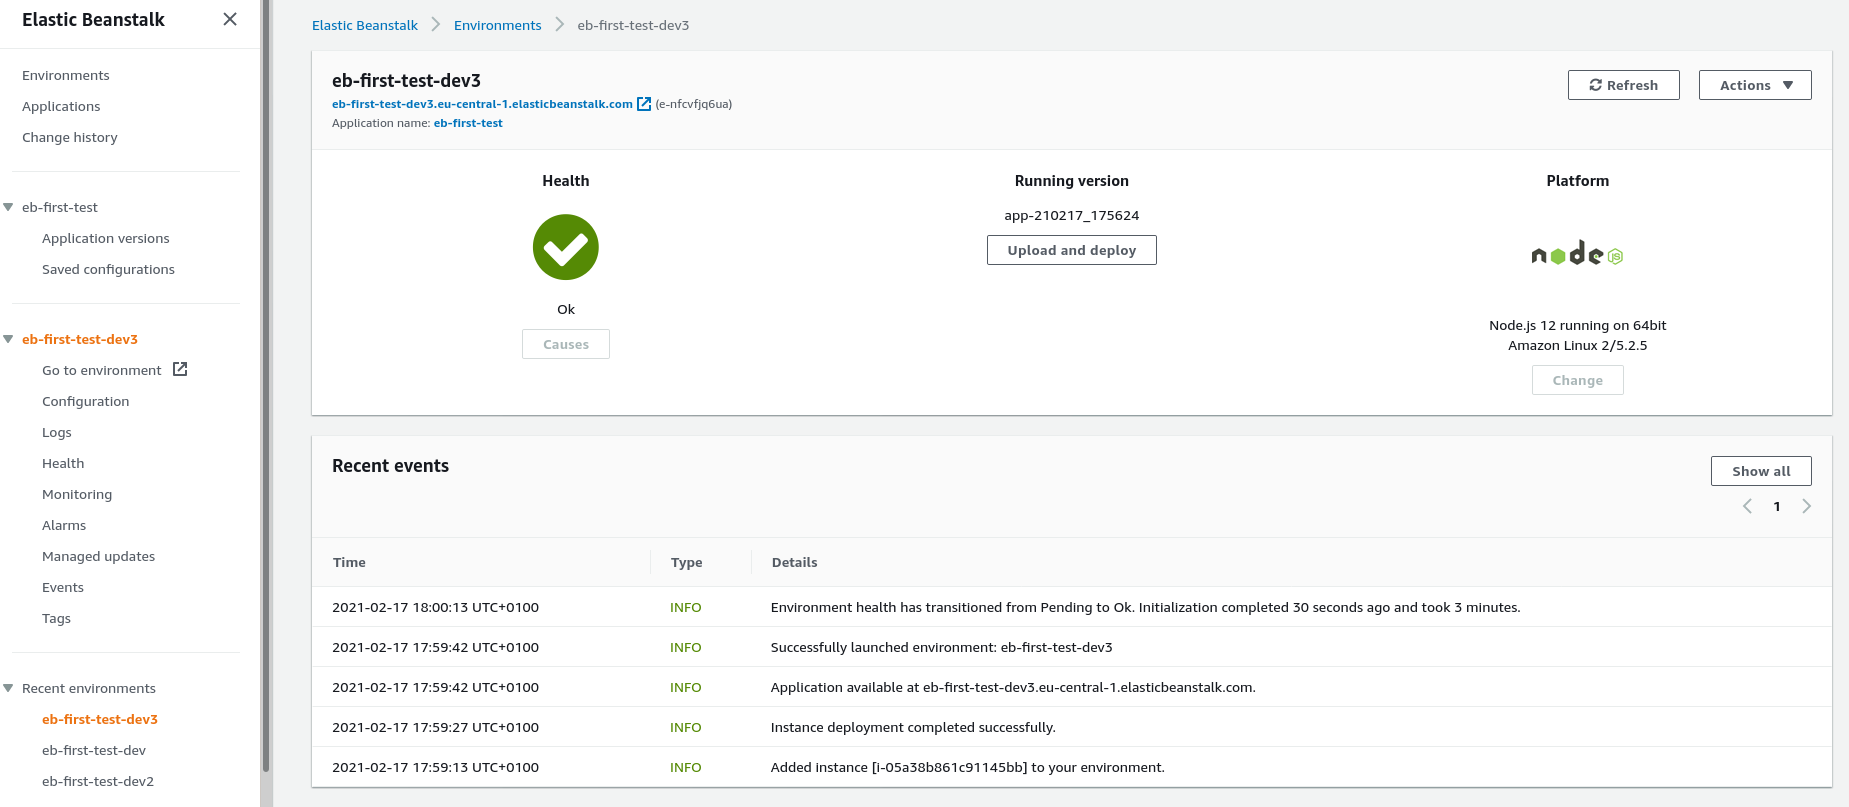 Elastic Beanstalk
Environments
Applications
Change history
eb-first-test
Application versions
Saved configurations
eb-first-test-dev3
Go to environment
Configuration
Logs
Health
Monitoring
Alarms
Managed updates
Events
Tags
Recent environments
eb-first-test-dev3
eb-first-test-dev
eb-first-test-dev2
Elastic Beanstalk > Environments > eb-first-test-dev3
eb-first-test-dev3
eb-first-test-dev3.eu-central-1.elasticbeanstalk.com (e-nfcvfjq6ua)
Application name: eb-first-test
Refresh
Actions
Health
Ok
Causes
Running version
app-210217_175624
Upload and deploy
Platform
node JS
Node.js 12 running on 64bit
Amazon Linux 2/5.2.5
Change
Recent events
Show all
1
Time Type Details
2021-02-17 18:00:13 UTC+0100 INFO Environment health has transitioned from Pending to Ok. Initialization completed 30 seconds ago and took 3 minutes.
2021-02-17 17:59:42 UTC+0100 INFO Successfully launched environment: eb-first-test-dev3
2021-02-17 17:59:42 UTC+0100 INFO Application available at eb-first-test-dev3.eu-central-1.elasticbeanstalk.com.
2021-02-17 17:59:27 UTC+0100 INFO Instance deployment completed successfully.
2021-02-17 17:59:13 UTC+0100 INFO Added instance [i-05a38b861c91145bb] to your environment.